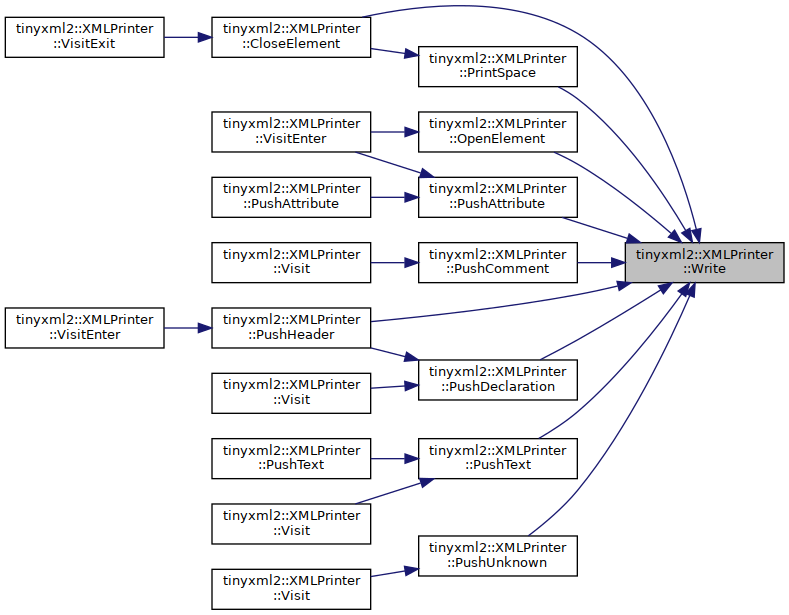 tinyxml2::XMLPrinter
::VisitExit
tinyxml2::XMLPrinter
::CloseElement
tinyxml2::XMLPrinter
::PrintSpace
tinyxml2::XMLPrinter
::VisitEnter
tinyxml2::XMLPrinter
::OpenElement
tinyxml2::XMLPrinter
::PushAttribute
tinyxml2::XMLPrinter
::PushAttribute
tinyxml2::XMLPrinter
::Visit
tinyxml2::XMLPrinter
::PushComment
tinyxml2::XMLPrinter
::Write
tinyxml2::XMLPrinter
::VisitEnter
tinyxml2::XMLPrinter
::PushHeader
tinyxml2::XMLPrinter
::PushDeclaration
tinyxml2::XMLPrinter
::Visit
tinyxml2::XMLPrinter
::PushText
tinyxml2::XMLPrinter
::PushText
tinyxml2::XMLPrinter
::Visit
tinyxml2::XMLPrinter
::PushUnknown
tinyxml2::XMLPrinter
::Visit